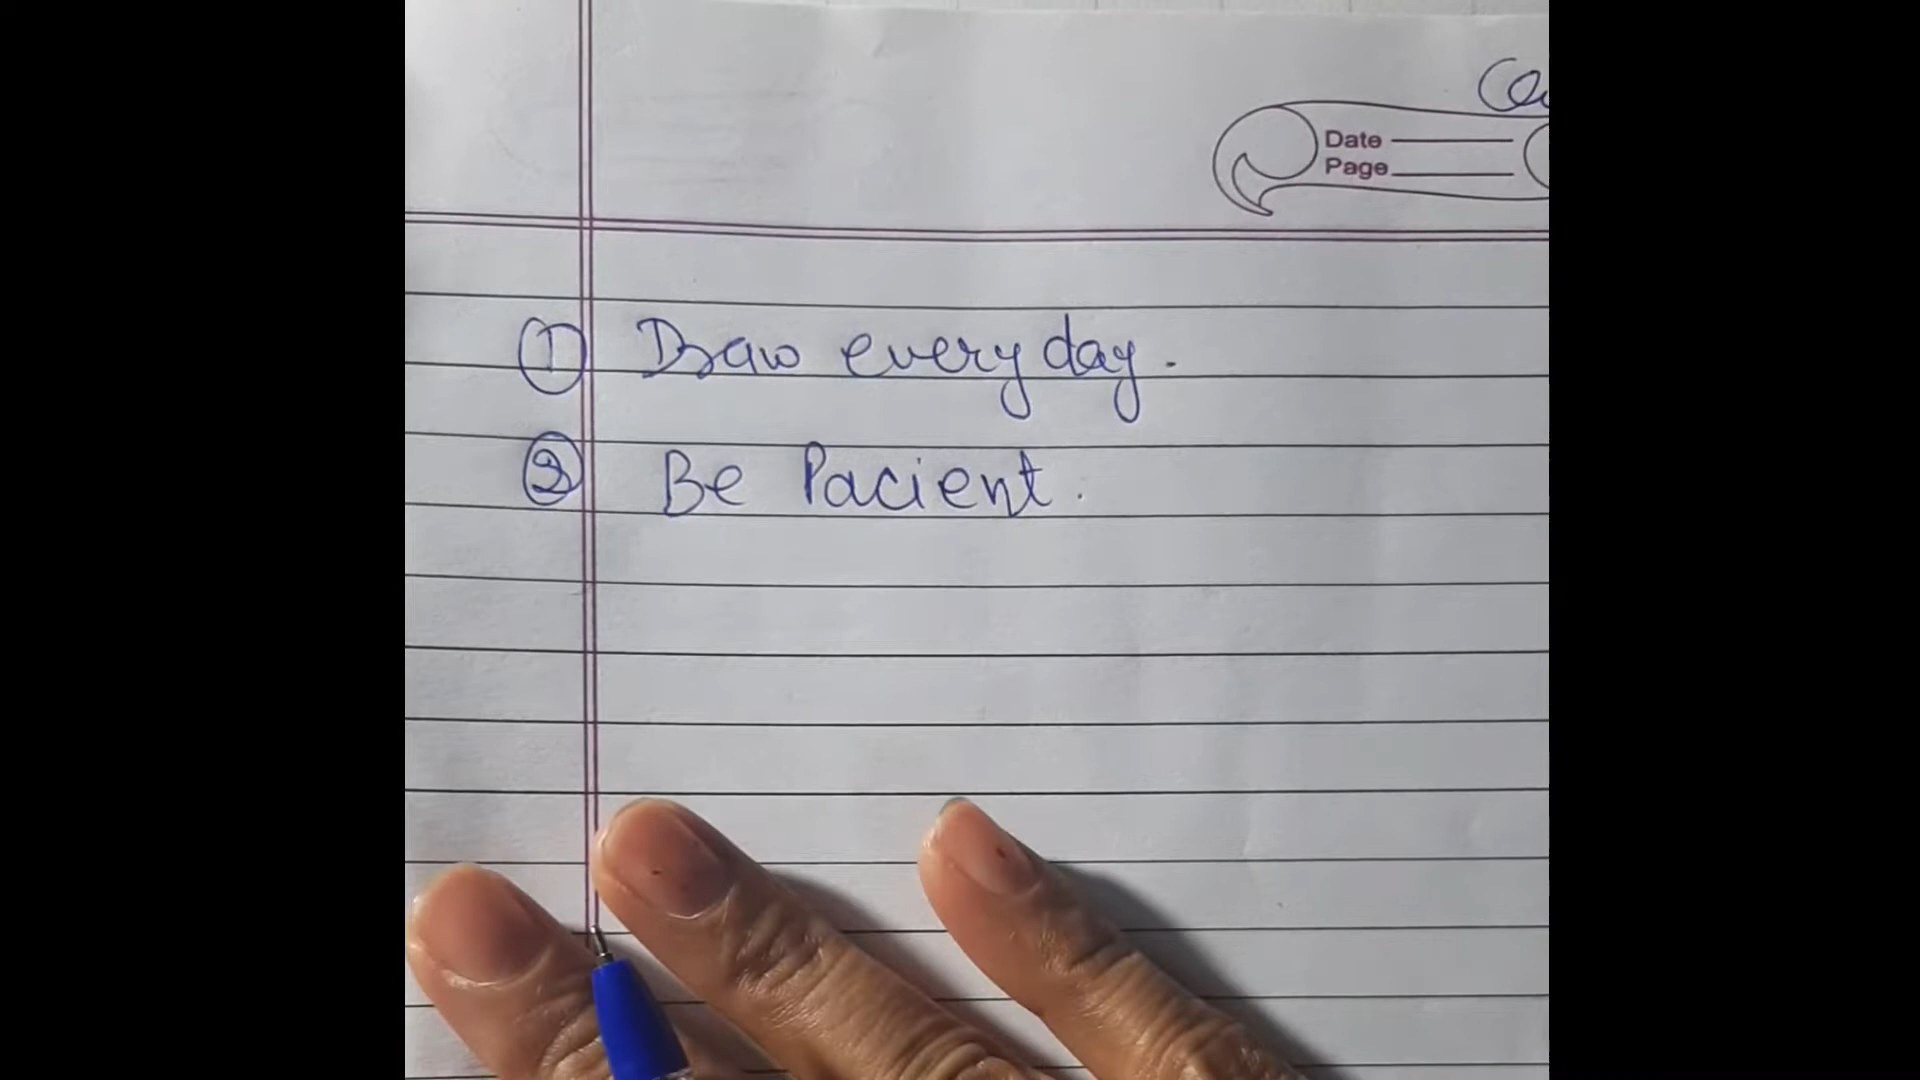 Date
Page
① Draw everyday.
② Be Pacient.